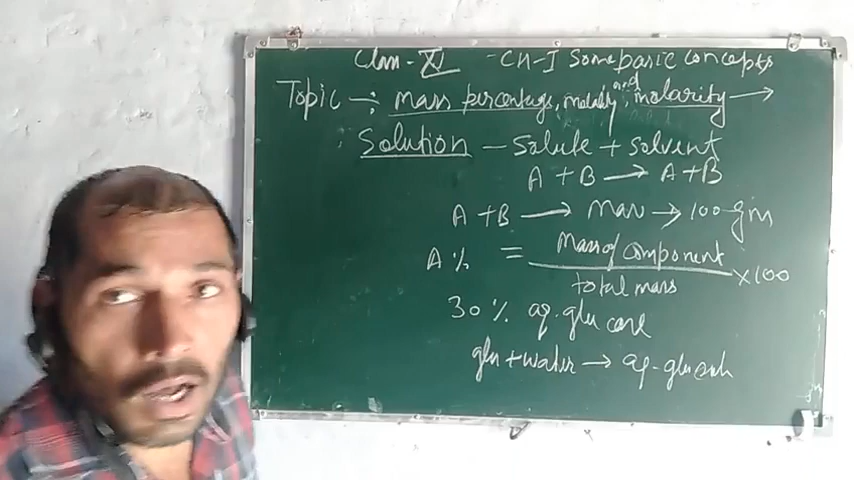 Class - XI - CH-I Some basic concepts
Topic ÷ mass percentage, molality, and molarity →
Solution - Solute + solvent
A + B → A + B
A + B → Mass → 100 gm
A % = Mass of component / total mass × 100
30 % aq. glucose
glu + water → aq. glucose